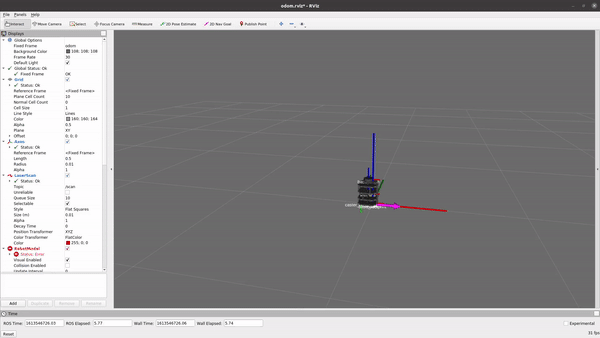 odom.rviz* - RViz
File Panels Help
Interact Move Camera Select Focus Camera Measure 2D Pose Estimate 2D Nav Goal Publish Point
Displays
Global Options
Fixed Frame odom
Background Color 108; 108; 108
Frame Rate 30
Default Light
Global Status: Ok
Fixed Frame OK
Grid
Status: Ok
Reference Frame <Fixed Frame>
Plane Cell Count 10
Normal Cell Count 0
Cell Size 1
Line Style Lines
Color 160; 160; 164
Alpha 0.5
Plane XY
Offset 0; 0; 0
Axes
Status: Ok
Reference Frame <Fixed Frame>
Length 0.5
Radius 0.01
Alpha 1
LaserScan
Status: Ok
Topic /scan
Unreliable
Queue Size 10
Selectable
Style Flat Squares
Size (m) 0.01
Alpha 1
Decay Time 0
Position Transformer XYZ
Color Transformer FlatColor
Color 255; 0; 0
RobotModel
Status: Error
Visual Enabled
Collision Enabled
Update Interval 0
Add Duplicate Remove Rename
Time
ROS Time: 1613546726.03 ROS Elapsed: 5.77 Wall Time: 1613546726.06 Wall Elapsed: 5.74 Experimental
Reset 31 fps